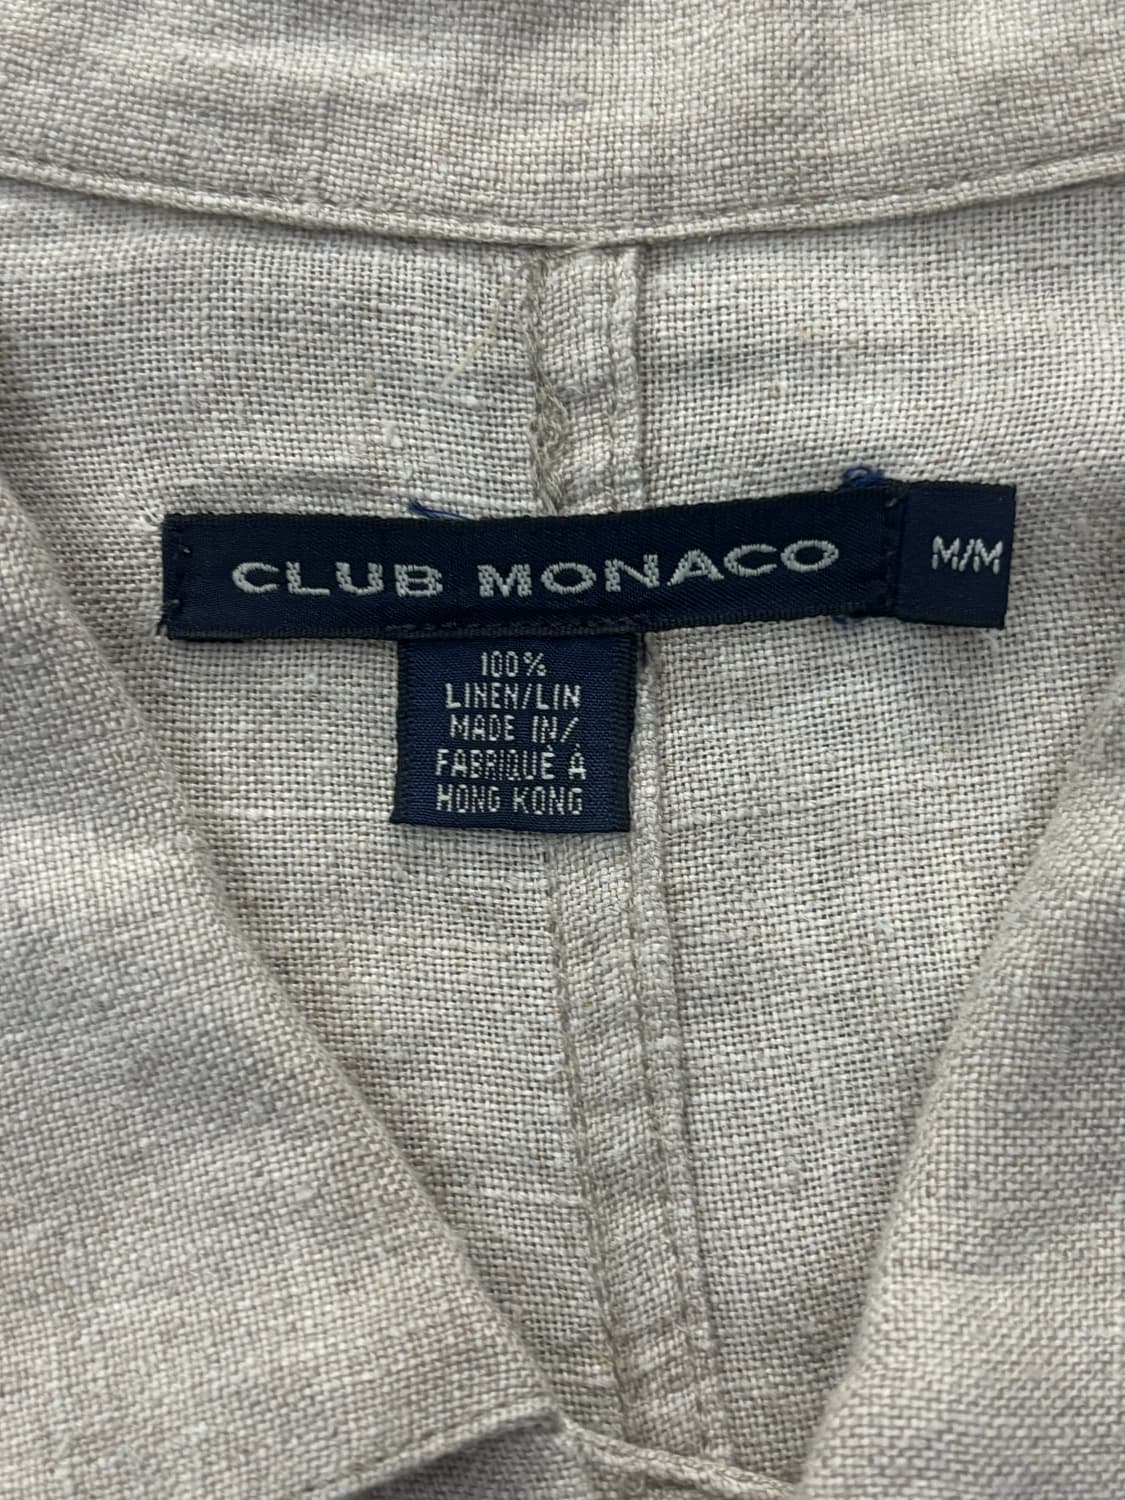 CLUB MONACO
M/M
100%
LINEN/LIN
MADE IN/
FABRIQUÈ À
HONG KONG